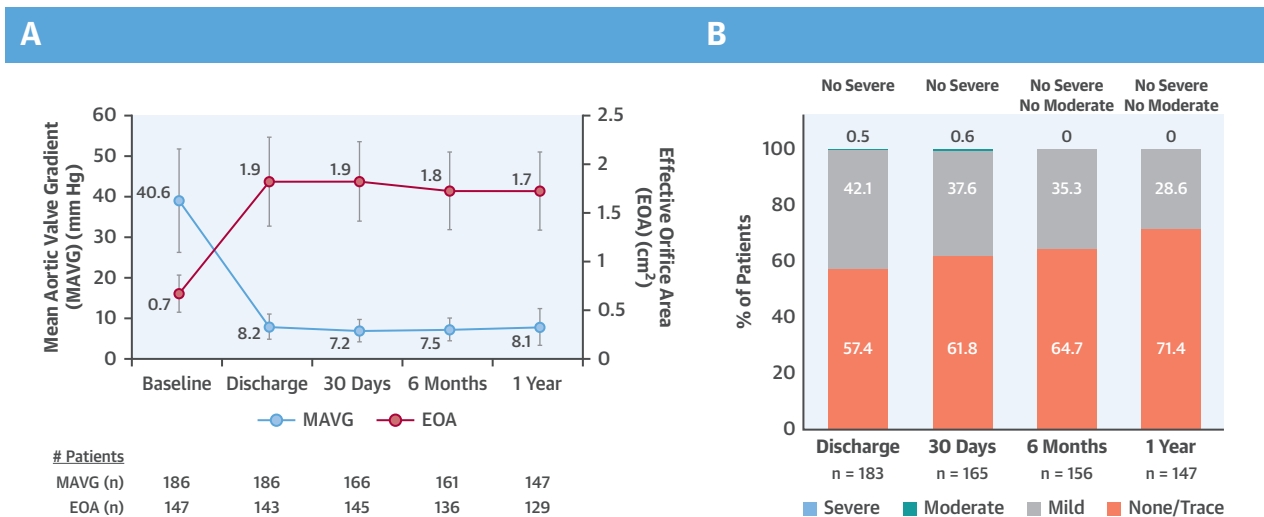 A
B
Mean Aortic Valve Gradient
(MAVG) (mm Hg)
60
50
40
30
20
10
0
40.6
0.7
1.9
1.9
1.8
1.7
8.2
7.2
7.5
8.1
2.5
2
1.5
1
0.5
0
Effective Orifice Area
(EOA) (cm²)
Baseline Discharge 30 Days 6 Months 1 Year
MAVG EOA
# Patients
MAVG (n) 186 186 166 161 147
EOA (n) 147 143 145 136 129
No Severe No Severe No Severe No Severe
No Moderate No Moderate
% of Patients
100
80
60
40
20
0
0.5 0.6 0 0
42.1 37.6 35.3 28.6
57.4 61.8 64.7 71.4
Discharge 30 Days 6 Months 1 Year
n = 183 n = 165 n = 156 n = 147
Severe Moderate Mild None/Trace